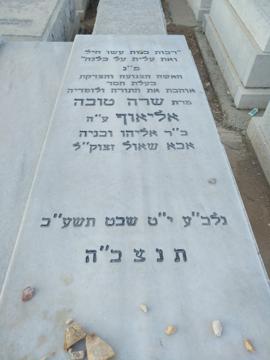 "רבות בנות עשו חיל
ואת עלית על כלנה"
פ"נ
האשה הצנועה והצדקת
בעלת חסד
אוהבת את התורה ולומדיה
מרת שרה טובה
אליאוף ע"ה
ב"ר אליהו ובניה
אבא שאול זצוק"ל
נלב"ע י"ט שבט תשע"ב
ת נ צ ב "ה